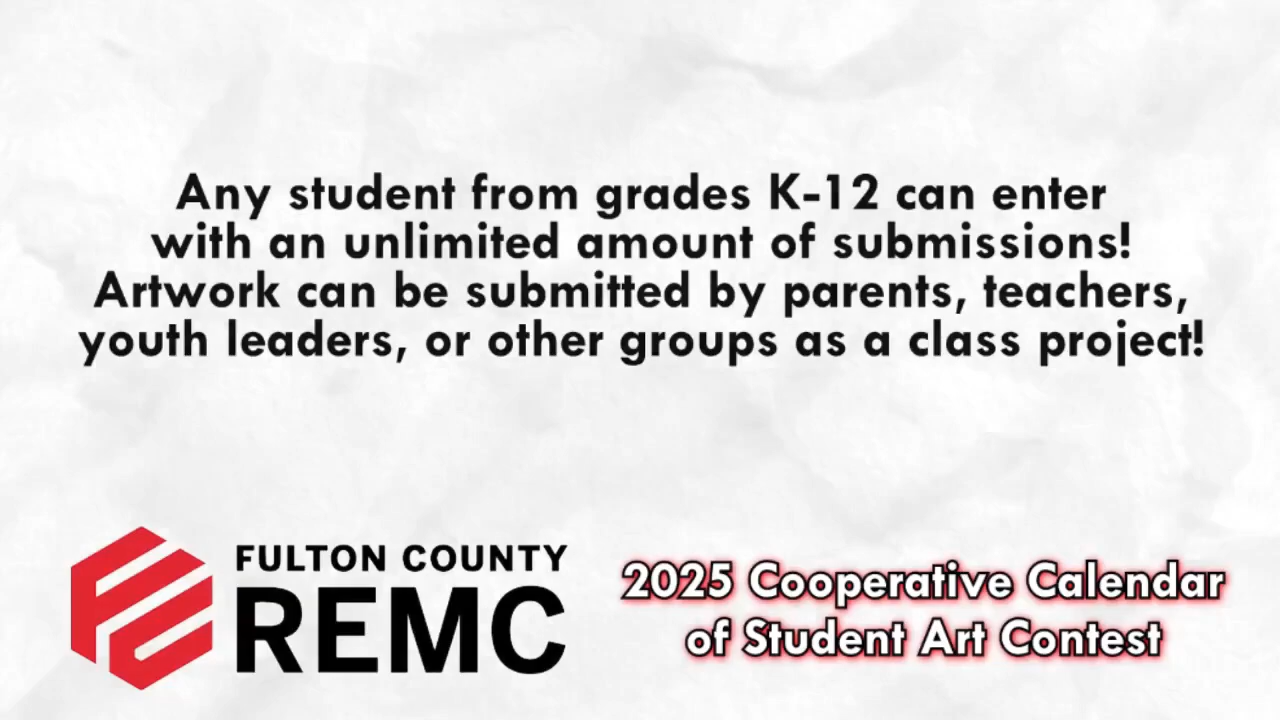 Any student from grades K-12 can enter
with an unlimited amount of submissions!
Artwork can be submitted by parents, teachers,
youth leaders, or other groups as a class project!
FULTON COUNTY
REMC
2025 Cooperative Calendar
of Student Art Contest